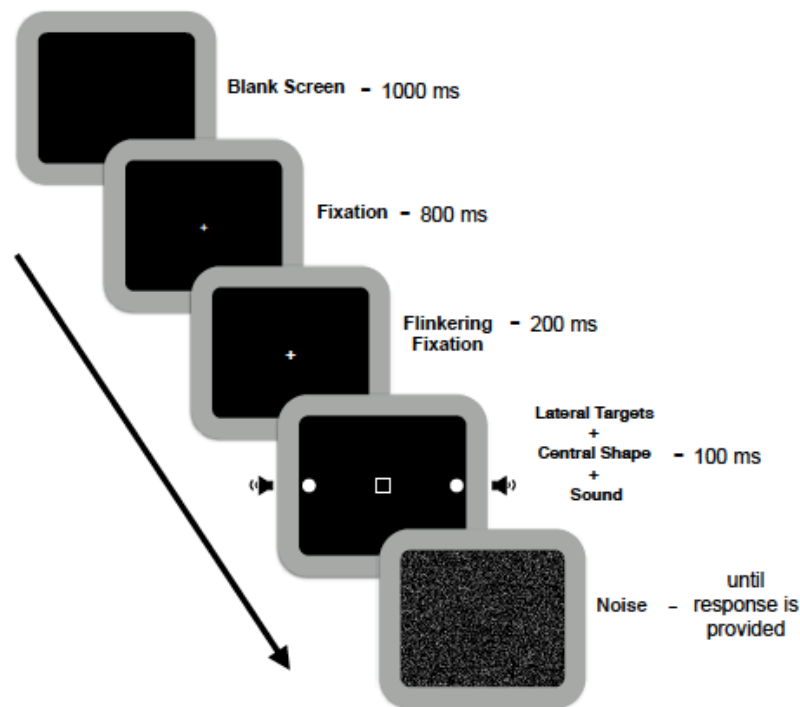 Blank Screen - 1000 ms
Fixation - 800 ms
Flinkering - 200 ms
Fixation
Lateral Targets
+
Central Shape - 100 ms
+
Sound
Noise - until
response is
provided